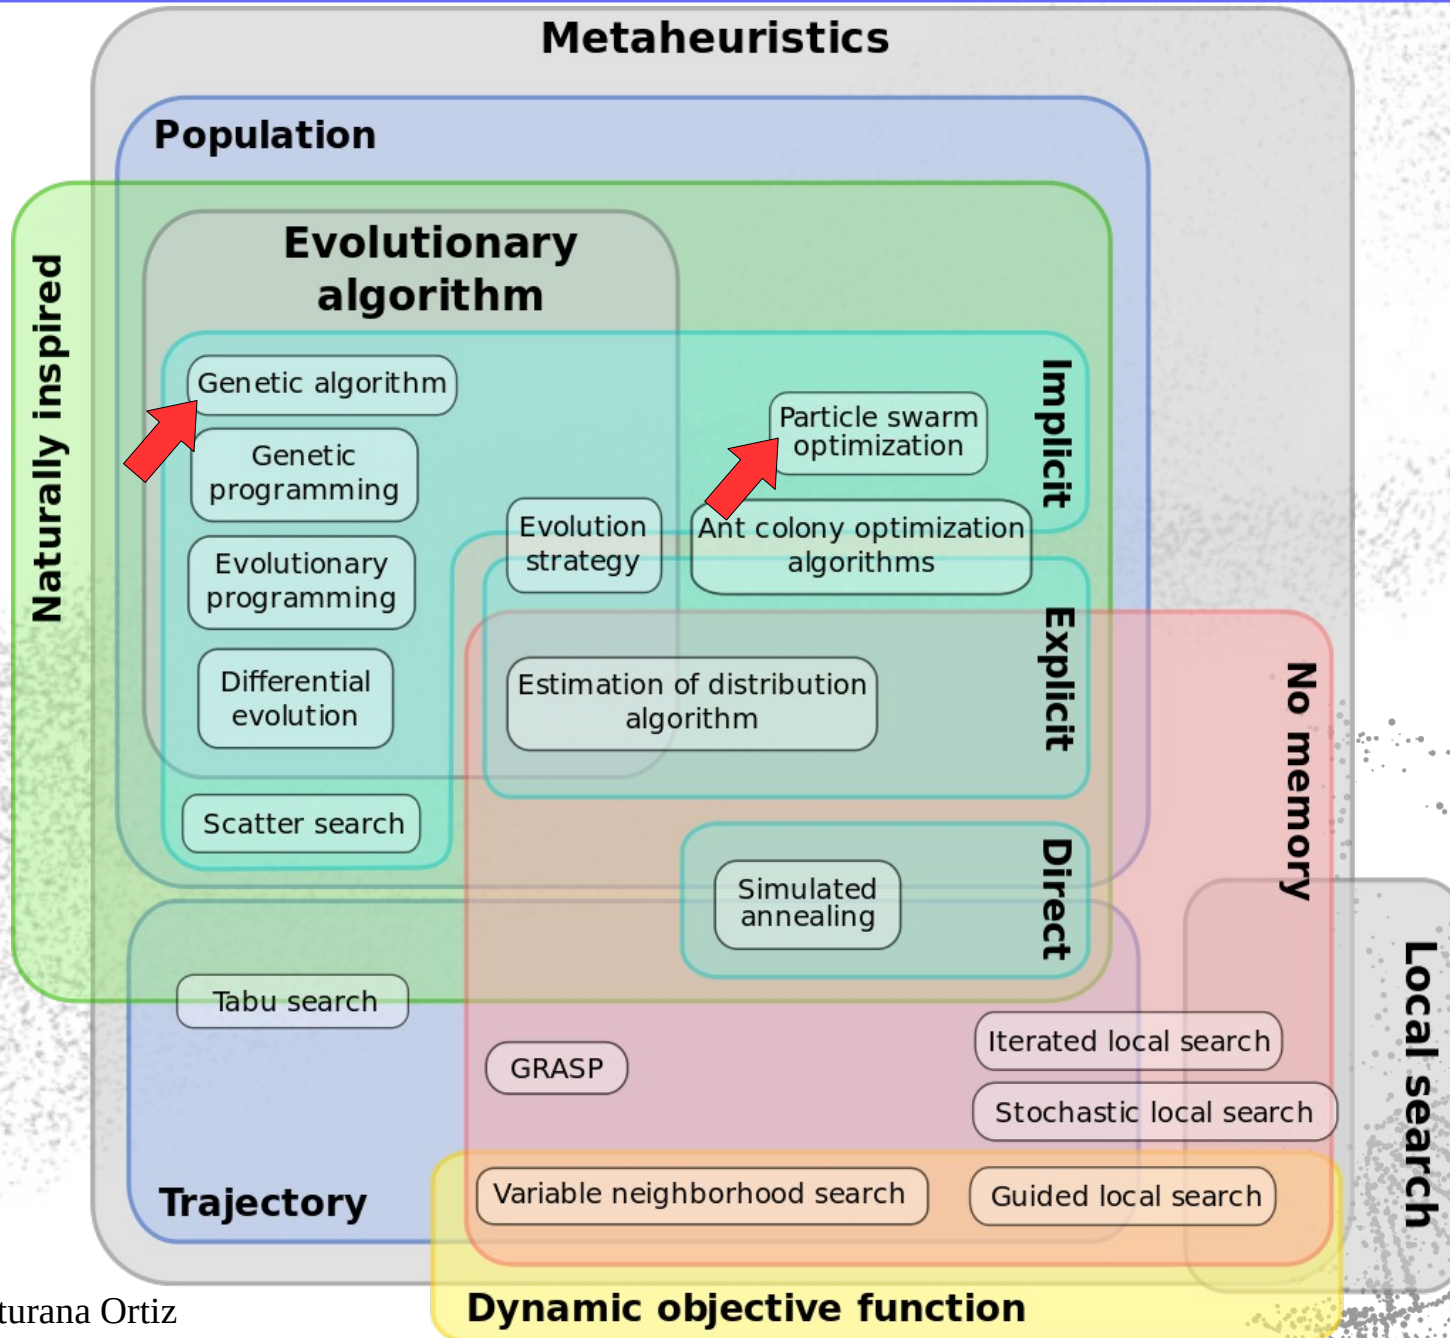 Metaheuristics
Population
Naturally inspired
Evolutionary
algorithm
Implicit
Genetic algorithm
Particle swarm
optimization
Genetic
programming
Evolution
strategy
Ant colony optimization
algorithms
Evolutionary
programming
Explicit
Differential
evolution
Estimation of distribution
algorithm
No memory
Scatter search
Direct
Simulated
annealing
Local search
Tabu search
GRASP
Iterated local search
Stochastic local search
Trajectory
Variable neighborhood search
Guided local search
Dynamic objective function
turana Ortiz